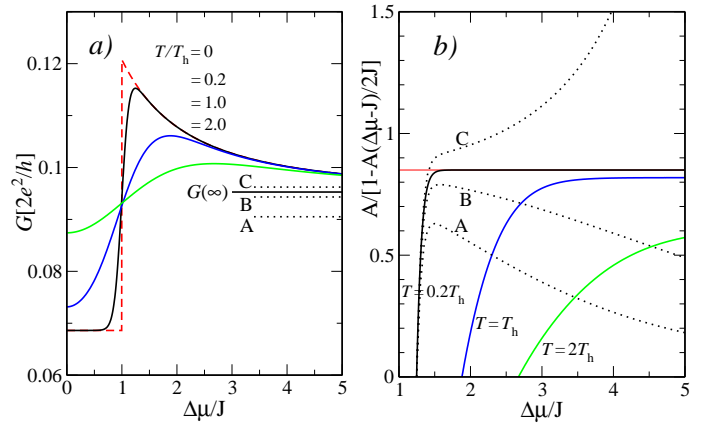 a)
T/T_h = 0
= 0.2
= 1.0
= 2.0
G(∞)
C
B
A
G[2e²/h]
0.12
0.1
0.08
0.06
0 1 2 3 4 5
Δμ/J
b)
C
B
A
T=0.2T_h
T=T_h
T=2T_h
A/[1-A(Δμ-J)/2J]
1.5
1
0.5
0
1 2 3 4 5
Δμ/J